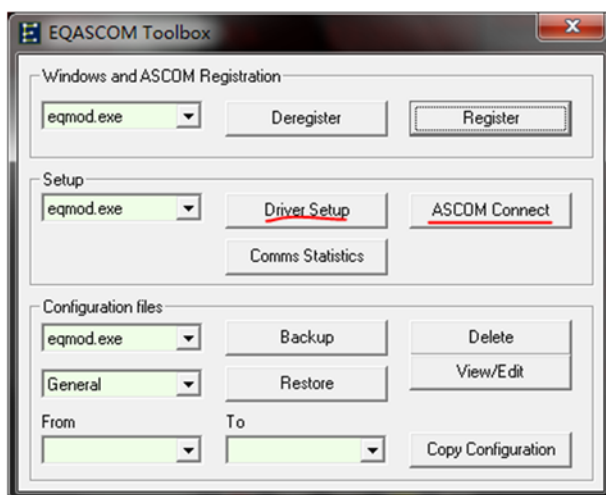 EQASCOM Toolbox
Windows and ASCOM Registration
eqmod.exe Deregister Register
Setup
eqmod.exe Driver Setup ASCOM Connect
Comms Statistics
Configuration files
eqmod.exe Backup Delete
General Restore View/Edit
From To
Copy Configuration